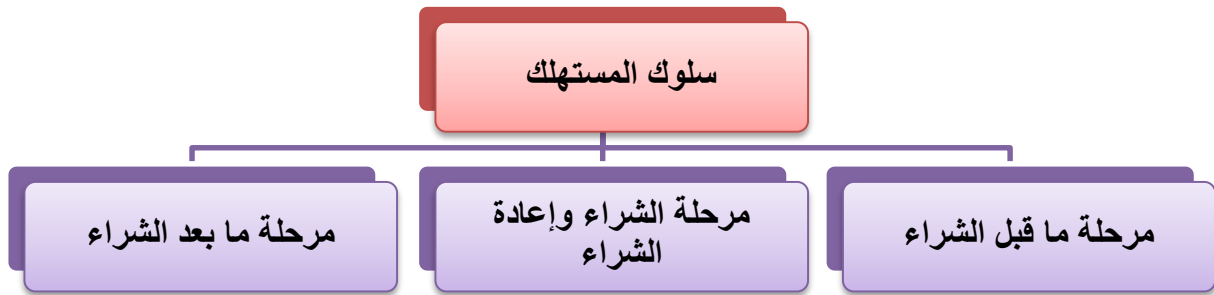 سلوك المستهلك
مرحلة ما قبل الشراء
مرحلة الشراء وإعادة
الشراء
مرحلة ما بعد الشراء